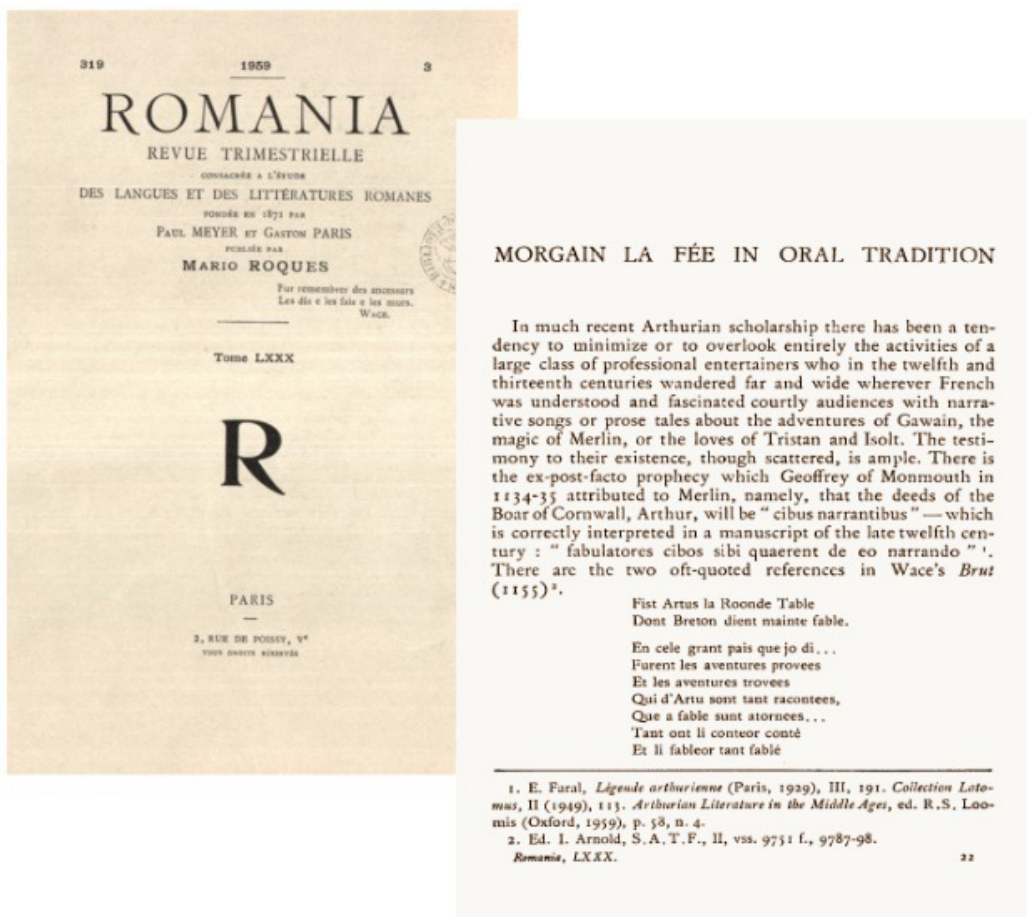 319 1959 3
ROMANIA
REVUE TRIMESTRIELLE
CONSACRÉE A L'ÉTUDE
DES LANGUES ET DES LITTÉRATURES ROMANES
FONDÉE EN 1871 PAR
PAUL MEYER ET GASTON PARIS
PUBLIÉE PAR
MARIO ROQUES
Pur remembrer des ancessurs
Les diz e les faiz e les murs.
WACE.
Tome LXXX
R
PARIS
2, RUE DE POISSY, Vᵉ
TOUS DROITS RÉSERVÉS
MORGAIN LA FÉE IN ORAL TRADITION
In much recent Arthurian scholarship there has been a ten-
dency to minimize or to overlook entirely the activities of a
large class of professional entertainers who in the twelfth and
thirteenth centuries wandered far and wide wherever French
was understood and fascinated courtly audiences with narra-
tive songs or prose tales about the adventures of Gawain, the
magic of Merlin, or the loves of Tristan and Isolt. The testi-
mony to their existence, though scattered, is ample. There is
the ex-post-facto prophecy which Geoffrey of Monmouth in
1134-35 attributed to Merlin, namely, that the deeds of the
Boar of Cornwall, Arthur, will be " cibus narrantibus " — which
is correctly interpreted in a manuscript of the late twelfth cen-
tury : " fabulatores cibos sibi quaerent de eo narrando " ¹.
There are the two oft-quoted references in Wace's Brut
(1155)².
Fist Artus la Roonde Table
Dont Breton dient mainte fable.
En cele grant pais que jo di...
Furent les aventures provees
Et les aventures trovees
Qui d'Artu sont tant racontees,
Que a fable sunt atornees...
Tant ont li conteor conté
Et li fableor tant fablé
1. E. Faral, Légende arthurienne (Paris, 1929), III, 191. Collection Lato-
mus, II (1949), 113. Arthurian Literature in the Middle Ages, ed. R.S. Loo-
mis (Oxford, 1959), p. 58, n. 4.
2. Ed. I. Arnold, S.A.T.F., II, vss. 9751 f., 9787-98.
Romania, LXXX. 22